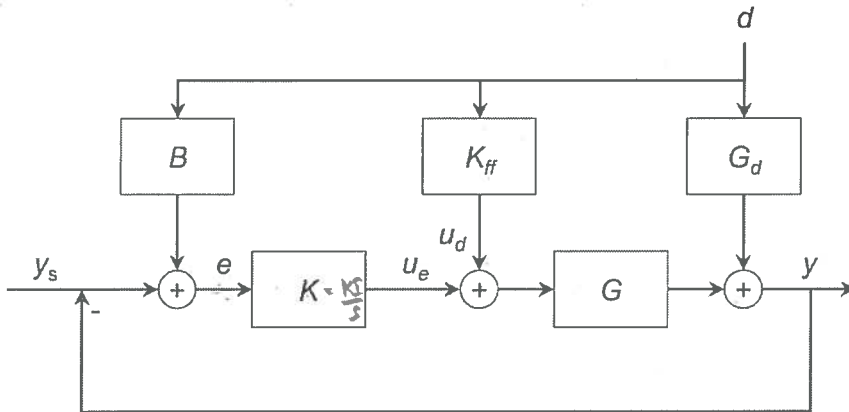 d
B
K_ff
G_d
u_d
y_s
e
K = KI/s
u_e
G
y
+
+
+
-